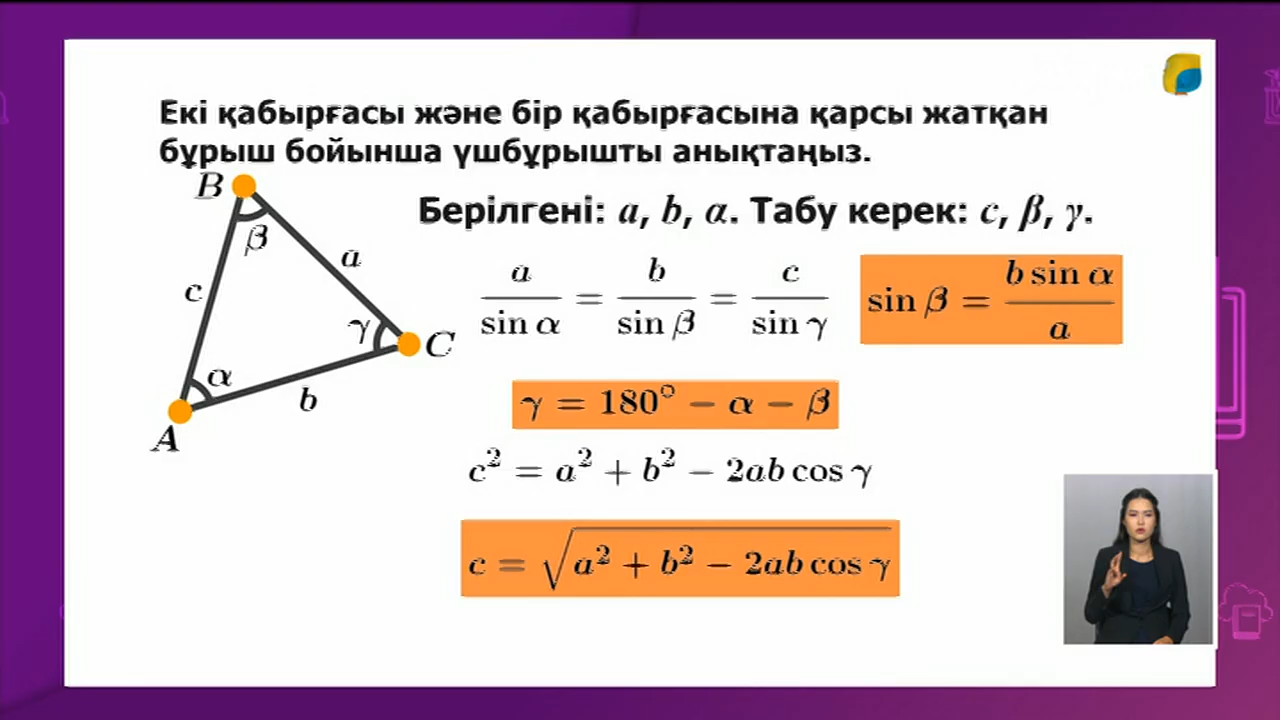 Екі қабырғасы және бір қабырғасына қарсы жатқан
бұрыш бойынша үшбұрышты анықтаңыз.
Берілгені: a, b, α. Табу керек: c, β, γ.
B
β
a
c
γ
C
α
b
A
a / sin α = b / sin β = c / sin γ
sin β = b sin α / a
γ = 180° − α − β
c² = a² + b² − 2ab cos γ
c = √(a² + b² − 2ab cos γ)